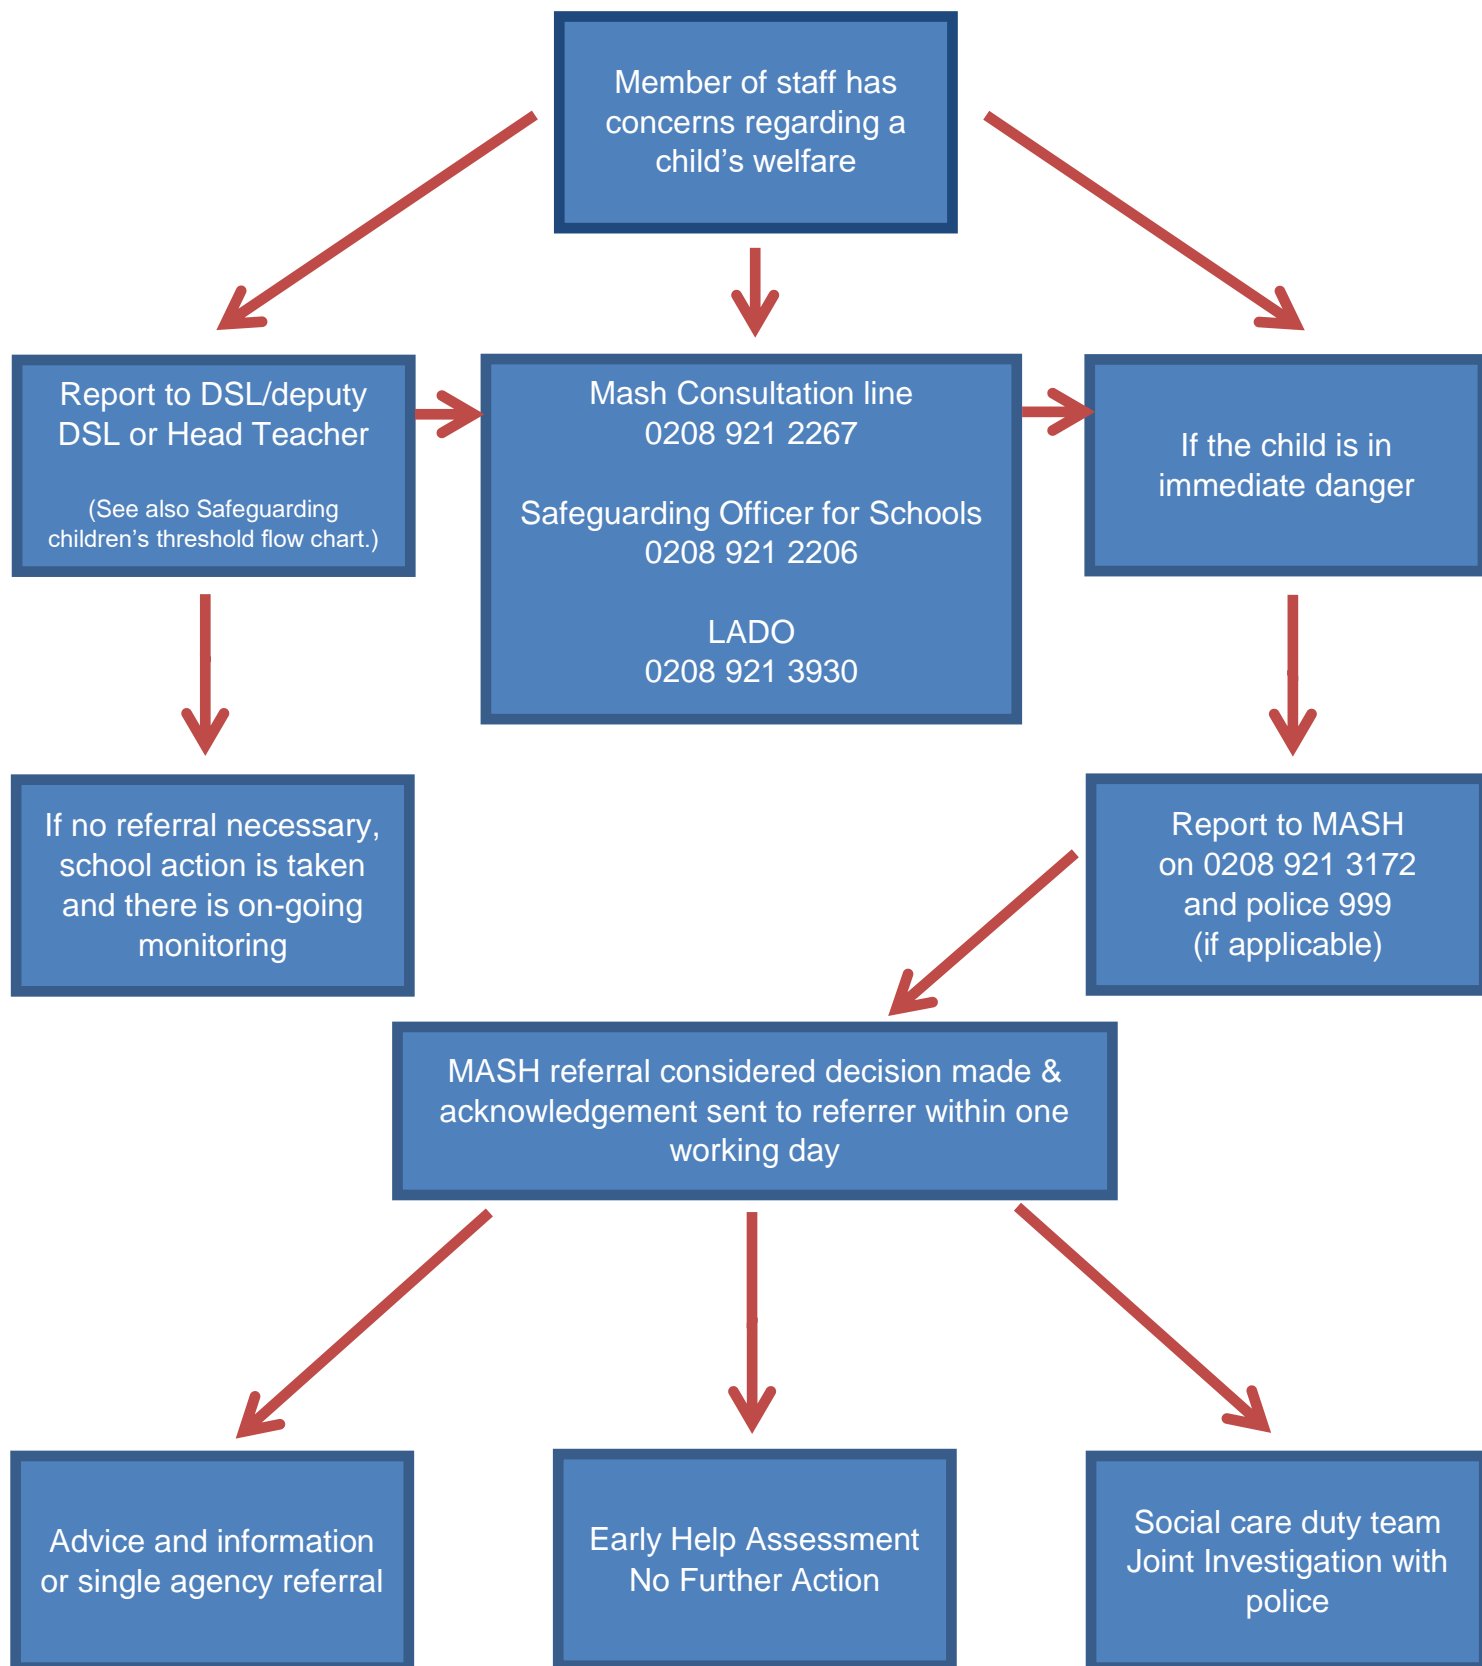 Member of staff has
concerns regarding a
child’s welfare
Report to DSL/deputy
DSL or Head Teacher
(See also Safeguarding
children’s threshold flow chart.)
Mash Consultation line
0208 921 2267
Safeguarding Officer for Schools
0208 921 2206
LADO
0208 921 3930
If the child is in
immediate danger
If no referral necessary,
school action is taken
and there is on-going
monitoring
Report to MASH
on 0208 921 3172
and police 999
(if applicable)
MASH referral considered decision made &
acknowledgement sent to referrer within one
working day
Advice and information
or single agency referral
Early Help Assessment
No Further Action
Social care duty team
Joint Investigation with
police